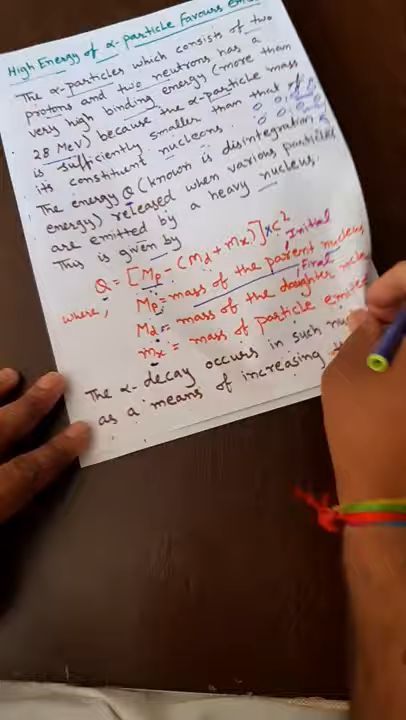 High Energy of α-particle Favours
The α-particles which consists of two
protons and two neutrons has a
very high binding energy (more than
28 MeV) because the α-particle mass
is sufficiently smaller than that of
its constituent nucleons.
The energy Q (known is disintegration
energy) released when various particles
are emitted by a heavy nucleus.
This is given by
Q = [Mp - (Md + mx)] x c²
Initial
where, Mp = mass of the parent nucleus
Final
Md = mass of the daughter
mx = mass of particle
The α-decay occurs in such
as a means of increasing